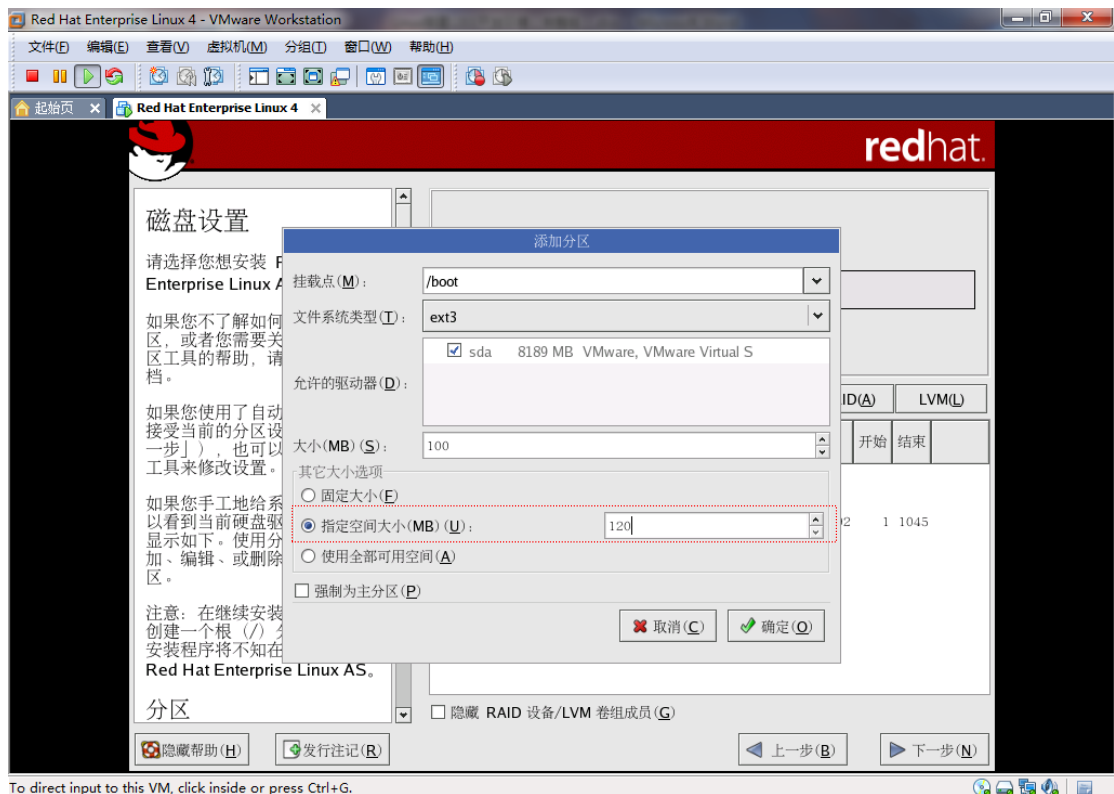 Red Hat Enterprise Linux 4 - VMware Workstation
文件(F) 编辑(E) 查看(V) 虚拟机(M) 分组(T) 窗口(W) 帮助(H)
起始页 Red Hat Enterprise Linux 4
redhat.
磁盘设置
请选择您想安装
Enterprise Linux
如果您不了解如何
区，或者您需要关
区工具的帮助，请
档。
如果您使用了自动
接受当前的分区设
一步」），也可以
工具来修改设置。
如果您手工地给系
以看到当前硬盘驱
显示如下。使用分
加、编辑、或删除
区。
注意：在继续安装
创建一个根（/）
安装程序将不知在
Red Hat Enterprise Linux AS。
分区
添加分区
挂载点(M)： /boot
文件系统类型(T)： ext3
允许的驱动器(D)： sda 8189 MB VMware, VMware Virtual S
大小(MB)(S)： 100
其它大小选项
固定大小(F)
指定空间大小(MB)(U)： 120
使用全部可用空间(A)
强制为主分区(P)
取消(C) 确定(O)
ID(A) LVM(L)
开始 结束
1 1045
隐藏 RAID 设备/LVM 卷组成员(G)
隐藏帮助(H) 发行注记(R) 上一步(B) 下一步(N)
To direct input to this VM, click inside or press Ctrl+G.